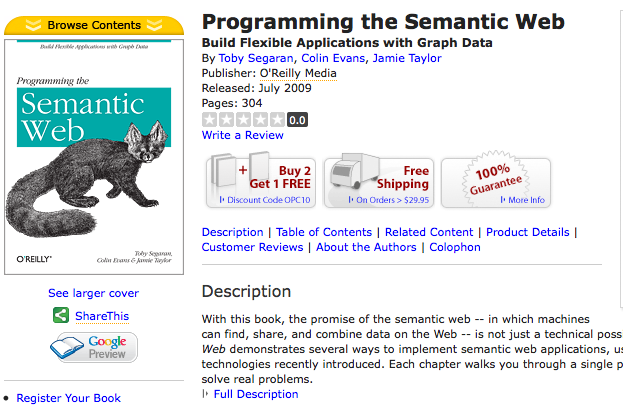 Browse Contents
Build Flexible Applications with Graph Data
Programming the
Semantic
Web
O'REILLY®
Toby Segaran,
Colin Evans & Jamie Taylor
See larger cover
ShareThis
Google
Preview
Register Your Book
Programming the Semantic Web
Build Flexible Applications with Graph Data
By Toby Segaran, Colin Evans, Jamie Taylor
Publisher: O'Reilly Media
Released: July 2009
Pages: 304
0.0
Write a Review
+ Buy 2
Get 1 FREE
Discount Code OPC10
Free
Shipping
On Orders > $29.95
100%
Guarantee
More Info
Description | Table of Contents | Related Content | Product Details |
Customer Reviews | About the Authors | Colophon
Description
With this book, the promise of the semantic web -- in which machines
can find, share, and combine data on the Web -- is not just a technical
Web demonstrates several ways to implement semantic web applications,
technologies recently introduced. Each chapter walks you through a single
solve real problems.
Full Description